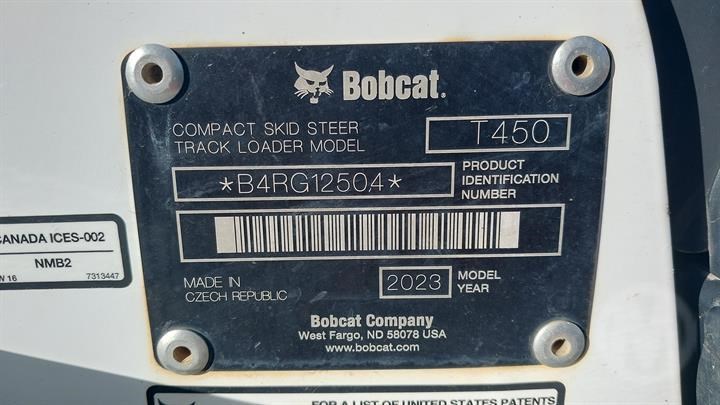 Bobcat.
COMPACT SKID STEER
TRACK LOADER MODEL
T450
*B4RG12504*
PRODUCT
IDENTIFICATION
NUMBER
MADE IN
CZECH REPUBLIC
2023
MODEL
YEAR
Bobcat Company
West Fargo, ND 58078 USA
www.bobcat.com
CANADA ICES-002
NMB2
16 7313447
FOR A LIST OF UNITED STATES PATENTS